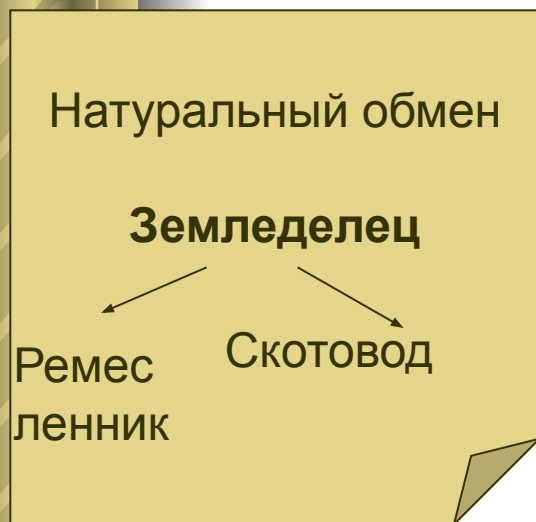 Натуральный обмен
Земледелец
Скотовод
Ремес
ленник